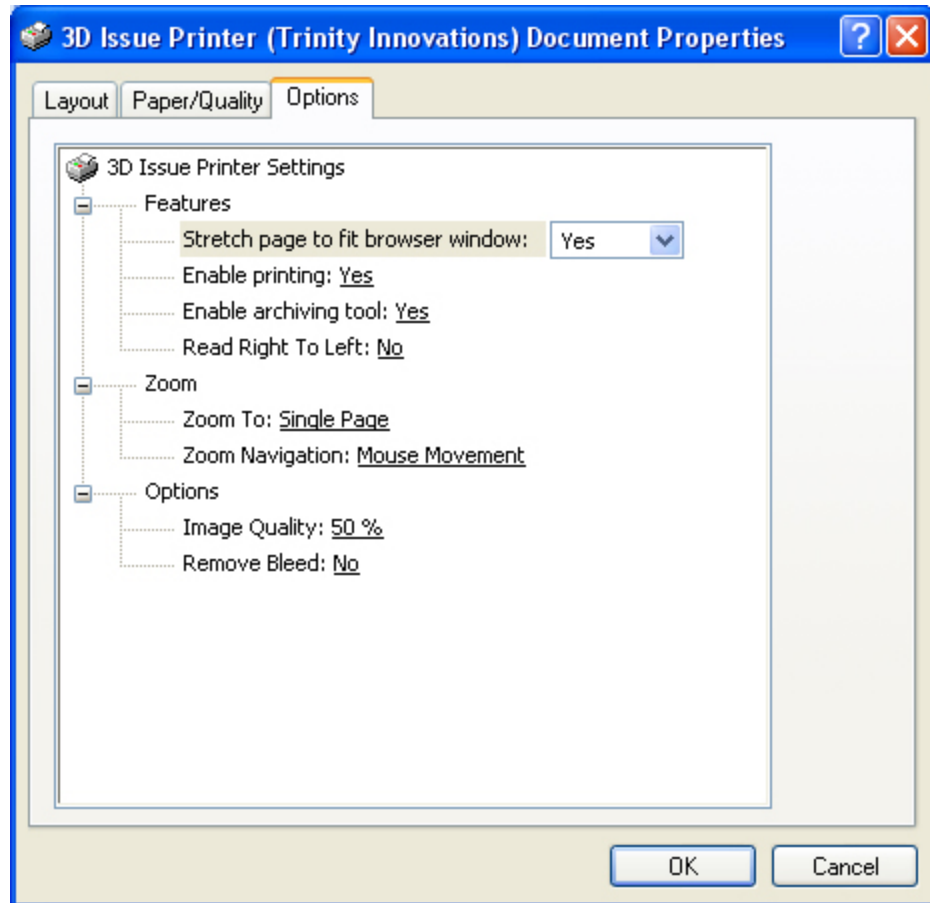 3D Issue Printer (Trinity Innovations) Document Properties
Layout Paper/Quality Options
3D Issue Printer Settings
Features
Stretch page to fit browser window: Yes
Enable printing: Yes
Enable archiving tool: Yes
Read Right To Left: No
Zoom
Zoom To: Single Page
Zoom Navigation: Mouse Movement
Options
Image Quality: 50 %
Remove Bleed: No
OK Cancel